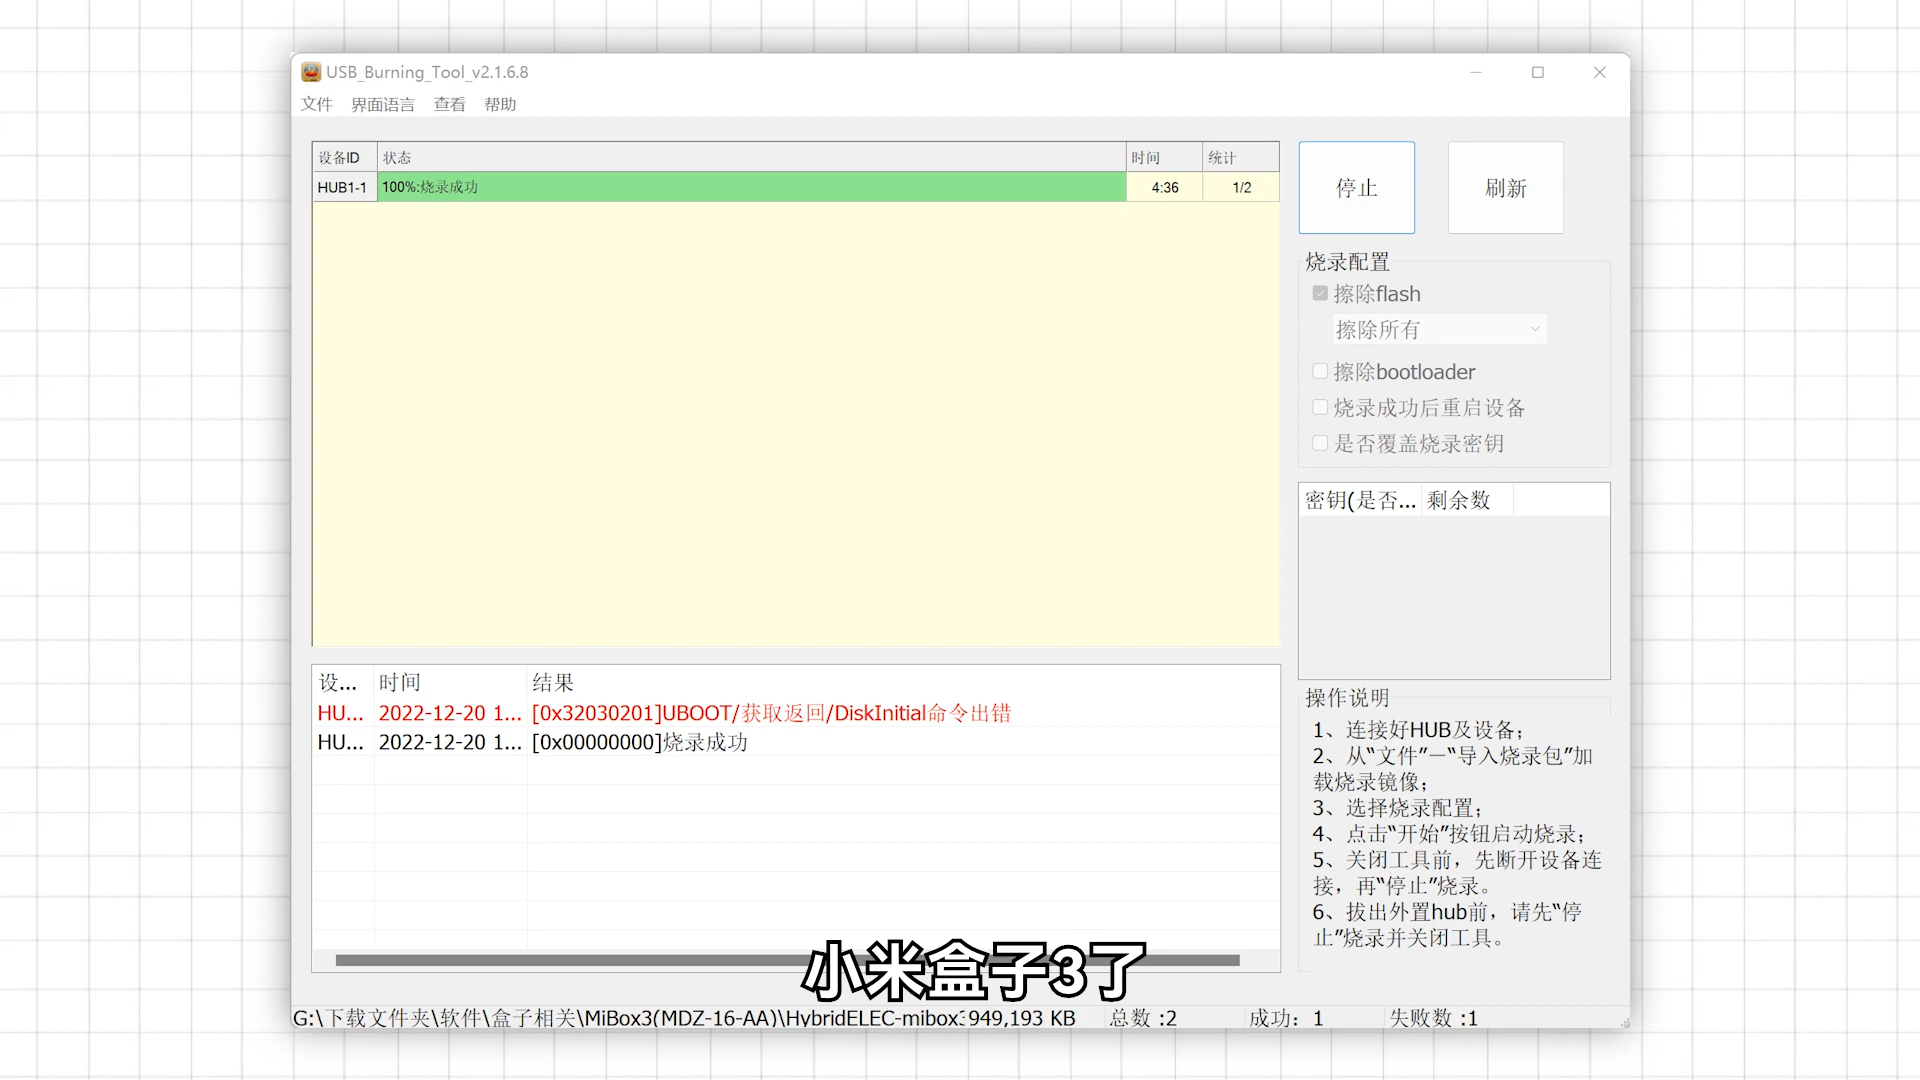 USB_Burning_Tool_v2.1.6.8
文件 界面语言 查看 帮助
设备ID 状态 时间 统计
HUB1-1 100%:烧录成功 4:36 1/2
停止 刷新
烧录配置
擦除flash
擦除所有
擦除bootloader
烧录成功后重启设备
是否覆盖烧录密钥
密钥(是否... 剩余数
设... 时间 结果
HU... 2022-12-20 1... [0x32030201]UBOOT/获取返回/DiskInitial命令出错
HU... 2022-12-20 1... [0x00000000]烧录成功
操作说明
1、连接好HUB及设备;
2、从“文件”—“导入烧录包”加
载烧录镜像;
3、选择烧录配置;
4、点击“开始”按钮启动烧录;
5、关闭工具前，先断开设备连
接，再“停止”烧录。
6、拔出外置hub前，请先“停
止”烧录并关闭工具。
小米盒子3了
G:\下载文件夹\软件\盒子相关\MiBox3(MDZ-16-AA)\HybridELEC-mibox3 949,193 KB 总数 :2 成功：1 失败数 :1